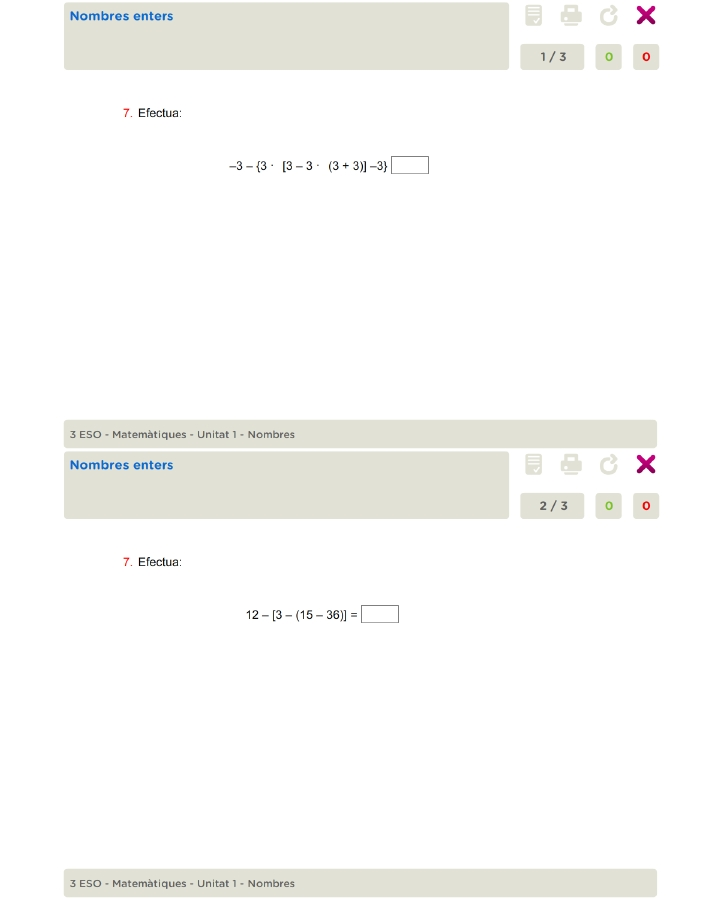 Nombres enters
1 / 3
0
0
7. Efectua:
–3 – {3 · [3 – 3 · (3 + 3)] –3}
3 ESO - Matemàtiques - Unitat 1 - Nombres
Nombres enters
2 / 3
0
0
7. Efectua:
12 – [3 – (15 – 36)] =
3 ESO - Matemàtiques - Unitat 1 - Nombres